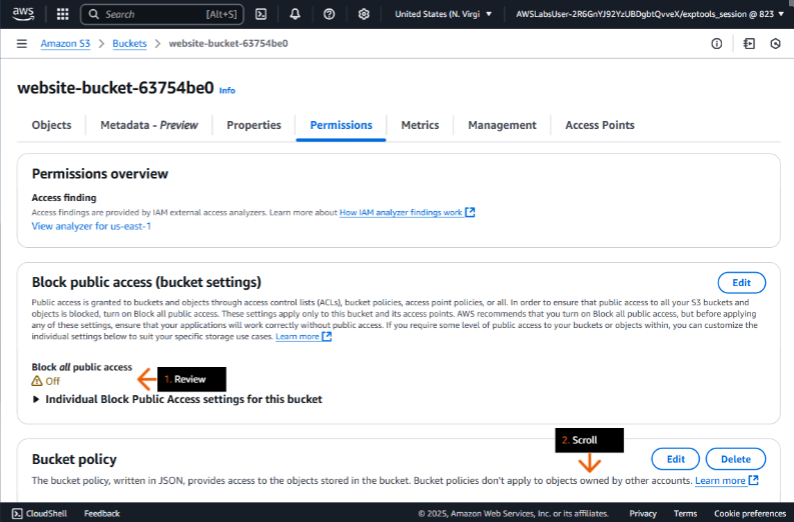 aws
Search [Alt+S]
United States (N. Virgi
AWSLabsUser-2R6GnYJ92YzUBDgbtQvveX/exptools_session @ 823
Amazon S3 > Buckets > website-bucket-63754be0
website-bucket-63754be0 Info
Objects Metadata - Preview Properties Permissions Metrics Management Access Points
Permissions overview
Access finding
Access findings are provided by IAM external access analyzers. Learn more about How IAM analyzer findings work
View analyzer for us-east-1
Block public access (bucket settings)
Edit
Public access is granted to buckets and objects through access control lists (ACLs), bucket policies, access point policies, or all. In order to ensure that public access to all your S3 buckets and
objects is blocked, turn on Block all public access. These settings apply only to this bucket and its access points. AWS recommends that you turn on Block all public access, but before applying
any of these settings, ensure that your applications will work correctly without public access. If you require some level of public access to your buckets or objects within, you can customize the
individual settings below to suit your specific storage use cases. Learn more
Block all public access
Off
1. Review
Individual Block Public Access settings for this bucket
2. Scroll
Bucket policy
Edit Delete
The bucket policy, written in JSON, provides access to the objects stored in the bucket. Bucket policies don't apply to objects owned by other accounts. Learn more
CloudShell Feedback © 2025, Amazon Web Services, Inc. or its affiliates. Privacy Terms Cookie preferences